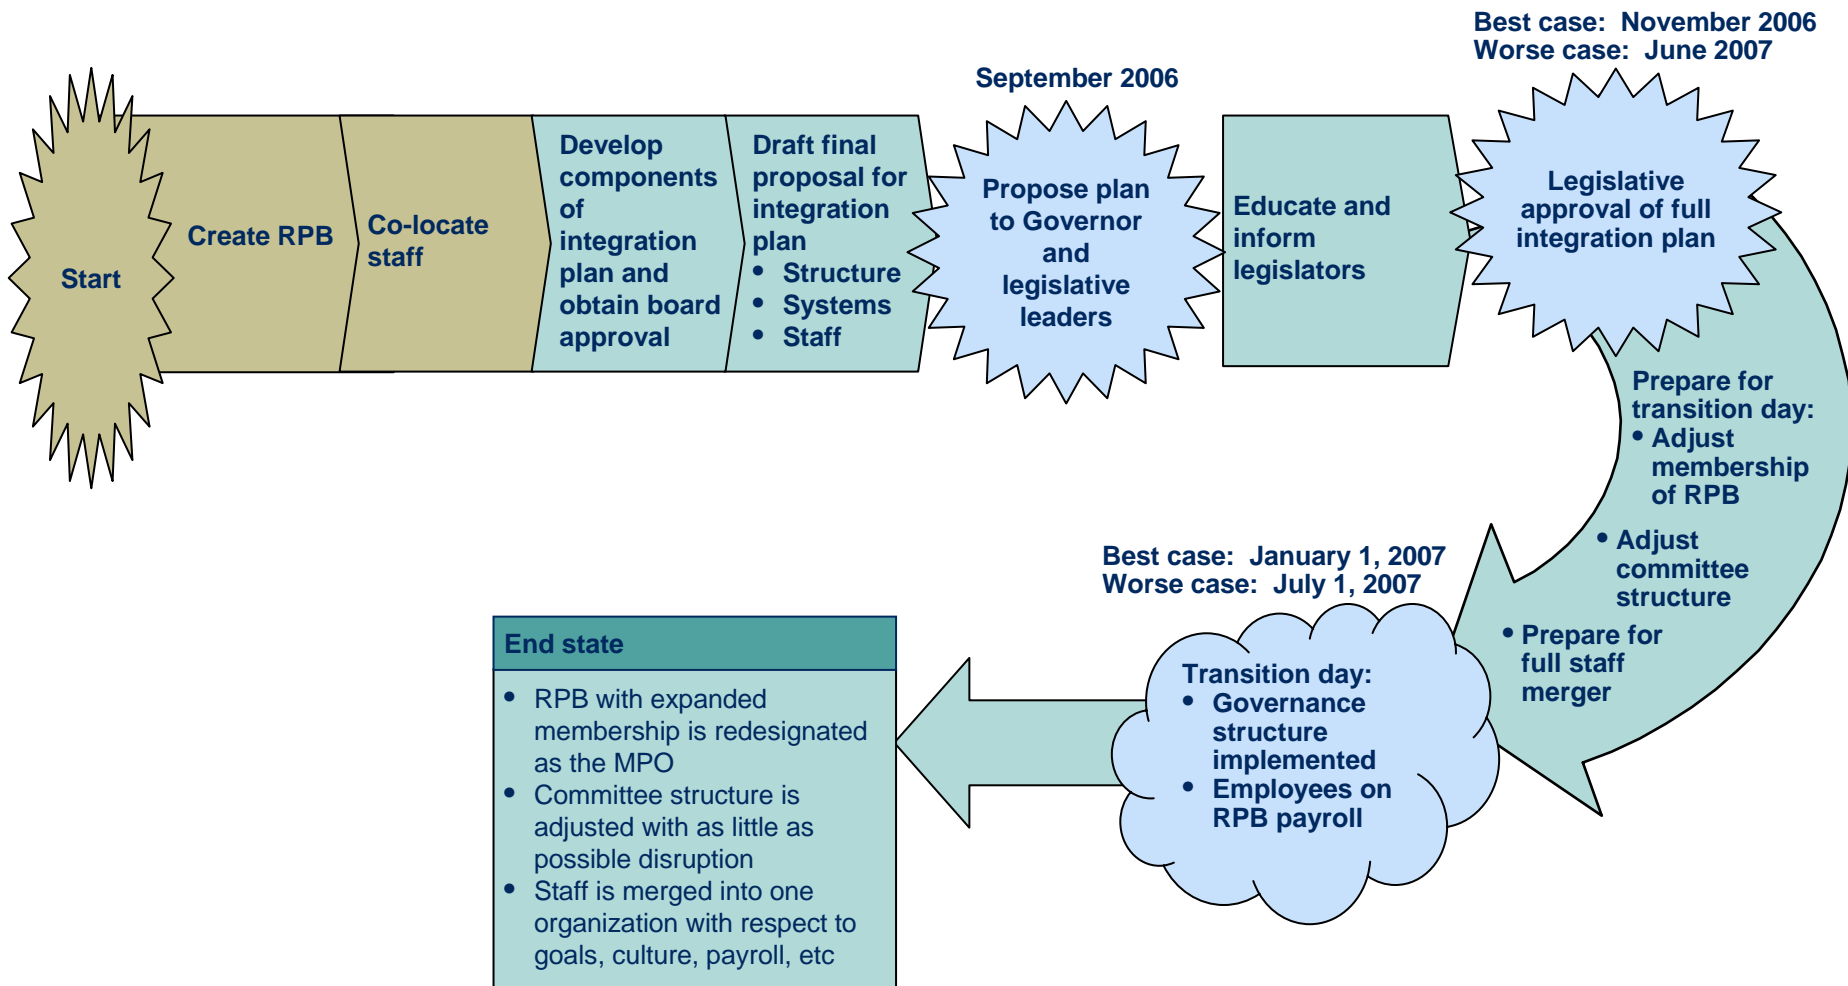 Start
Create RPB
Co-locate
staff
Develop
components
of
integration
plan and
obtain board
approval
Draft final
proposal for
integration
plan
• Structure
• Systems
• Staff
September 2006
Propose plan
to Governor
and
legislative
leaders
Educate and
inform
legislators
Best case:  November 2006
Worse case:  June 2007
Legislative
approval of full
integration plan
Prepare for
transition day:
• Adjust
membership
of RPB
• Adjust
committee
structure
• Prepare for
full staff
merger
Best case:  January 1, 2007
Worse case:  July 1, 2007
Transition day:
• Governance
structure
implemented
• Employees on
RPB payroll
End state
• RPB with expanded
membership is redesignated
as the MPO
• Committee structure is
adjusted with as little as
possible disruption
• Staff is merged into one
organization with respect to
goals, culture, payroll, etc